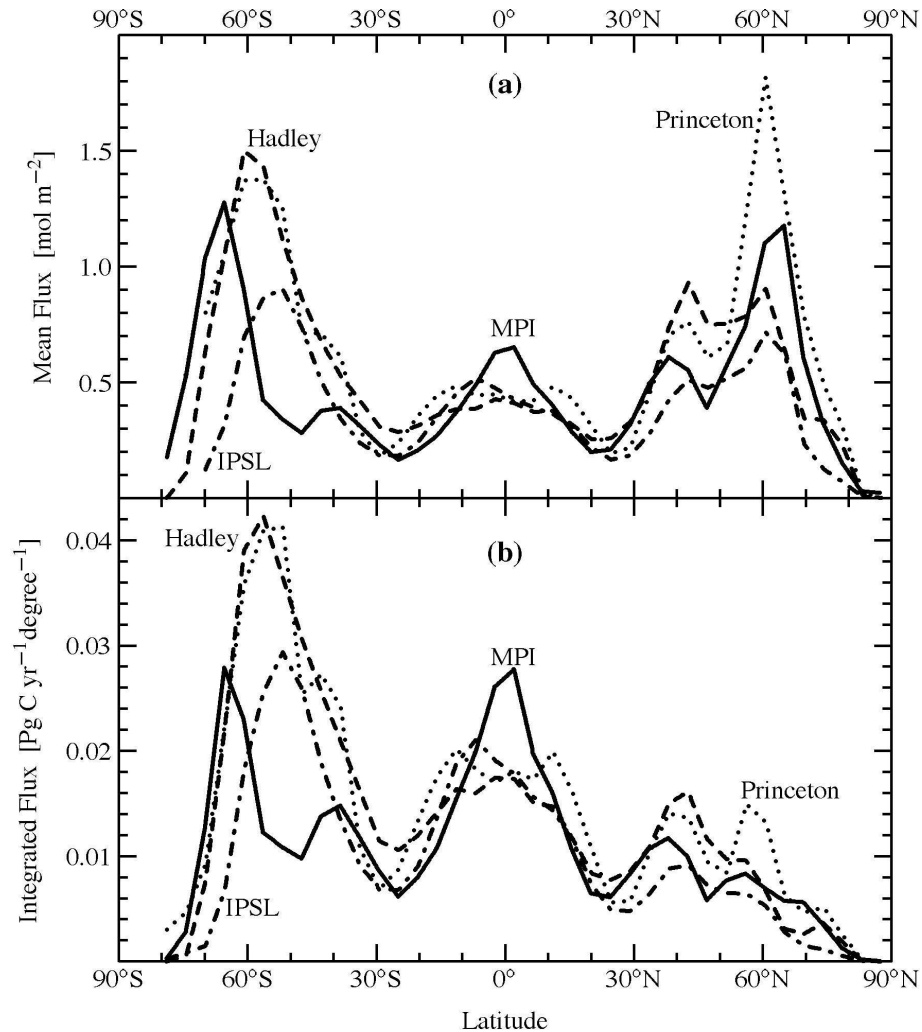 90°S 60°S 30°S 0° 30°N 60°N 90°N
(a)
Princeton
Hadley
1.5
1.0
MPI
0.5
IPSL
Mean Flux [mol m−2]
Hadley
(b)
0.04
0.03
MPI
0.02
Princeton
0.01
IPSL
Integrated Flux [Pg C yr−1degree−1]
90°S 60°S 30°S 0° 30°N 60°N 90°N
Latitude